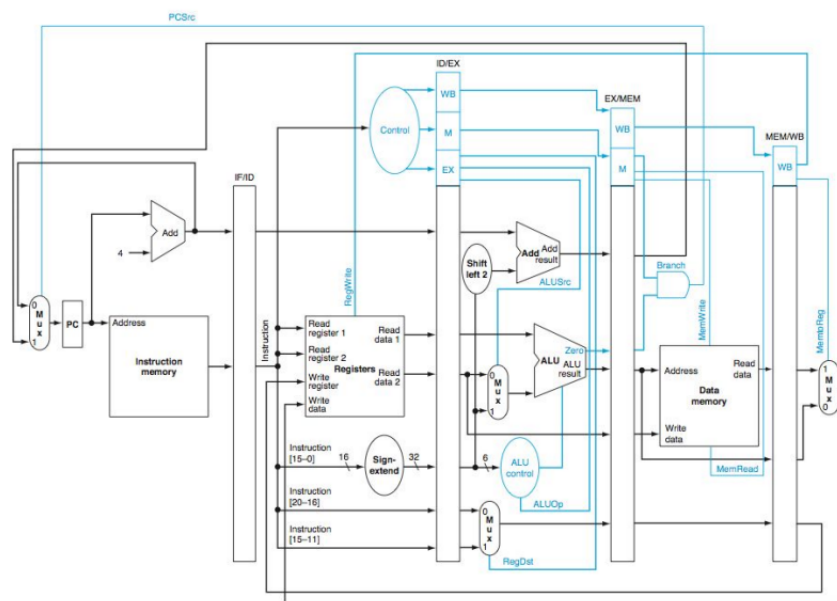 PCSrc
ID/EX
WB
EX/MEM
Control
M
WB
MEM/WB
EX
M
WB
IF/ID
Add
4
Add
Add
result
Shift
left 2
ALUSrc
Branch
RegWrite
MemWrite
MemtoReg
0
M
u
x
1
PC
Address
Instruction
memory
Instruction
Read
register 1
Read
data 1
Read
register 2
Registers
Write
register
Read
data 2
Write
data
0
M
u
x
1
Zero
ALU
ALU
result
Address
Read
data
Data
memory
Write
data
1
M
u
x
0
Instruction
[15–0]
16
Sign-
extend
32
6
ALU
control
MemRead
Instruction
[20–16]
ALUOp
Instruction
[15–11]
0
M
u
x
1
RegDst